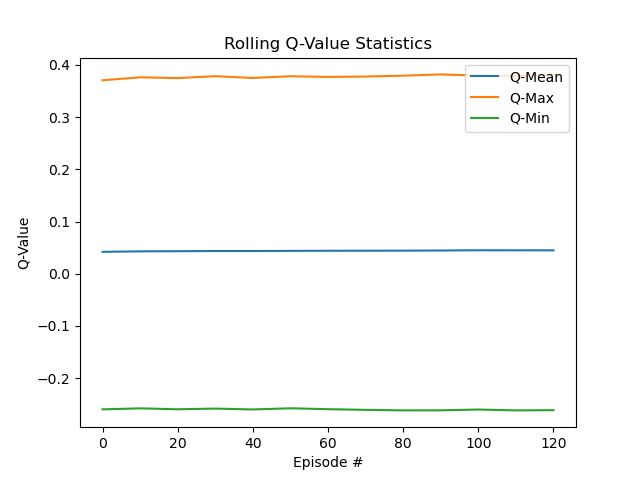 Rolling Q-Value Statistics
Q-Value
0.4
0.3
0.2
0.1
0.0
−0.1
−0.2
Q-Mean
Q-Max
Q-Min
0 20 40 60 80 100 120
Episode #